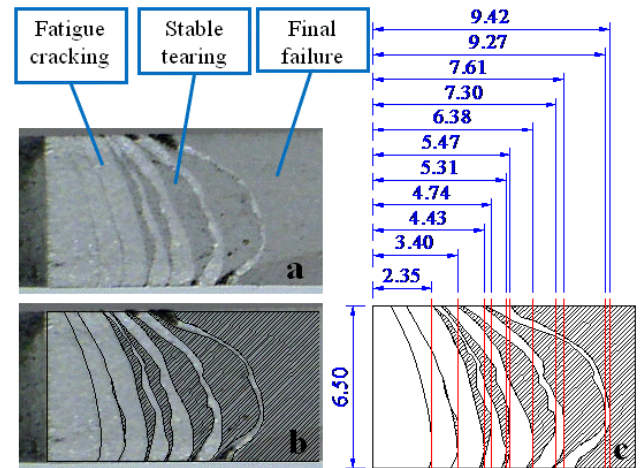 Fatigue
cracking
Stable
tearing
Final
failure
a
b
9.42
9.27
7.61
7.30
6.38
5.47
5.31
4.74
4.43
3.40
2.35
6.50
c